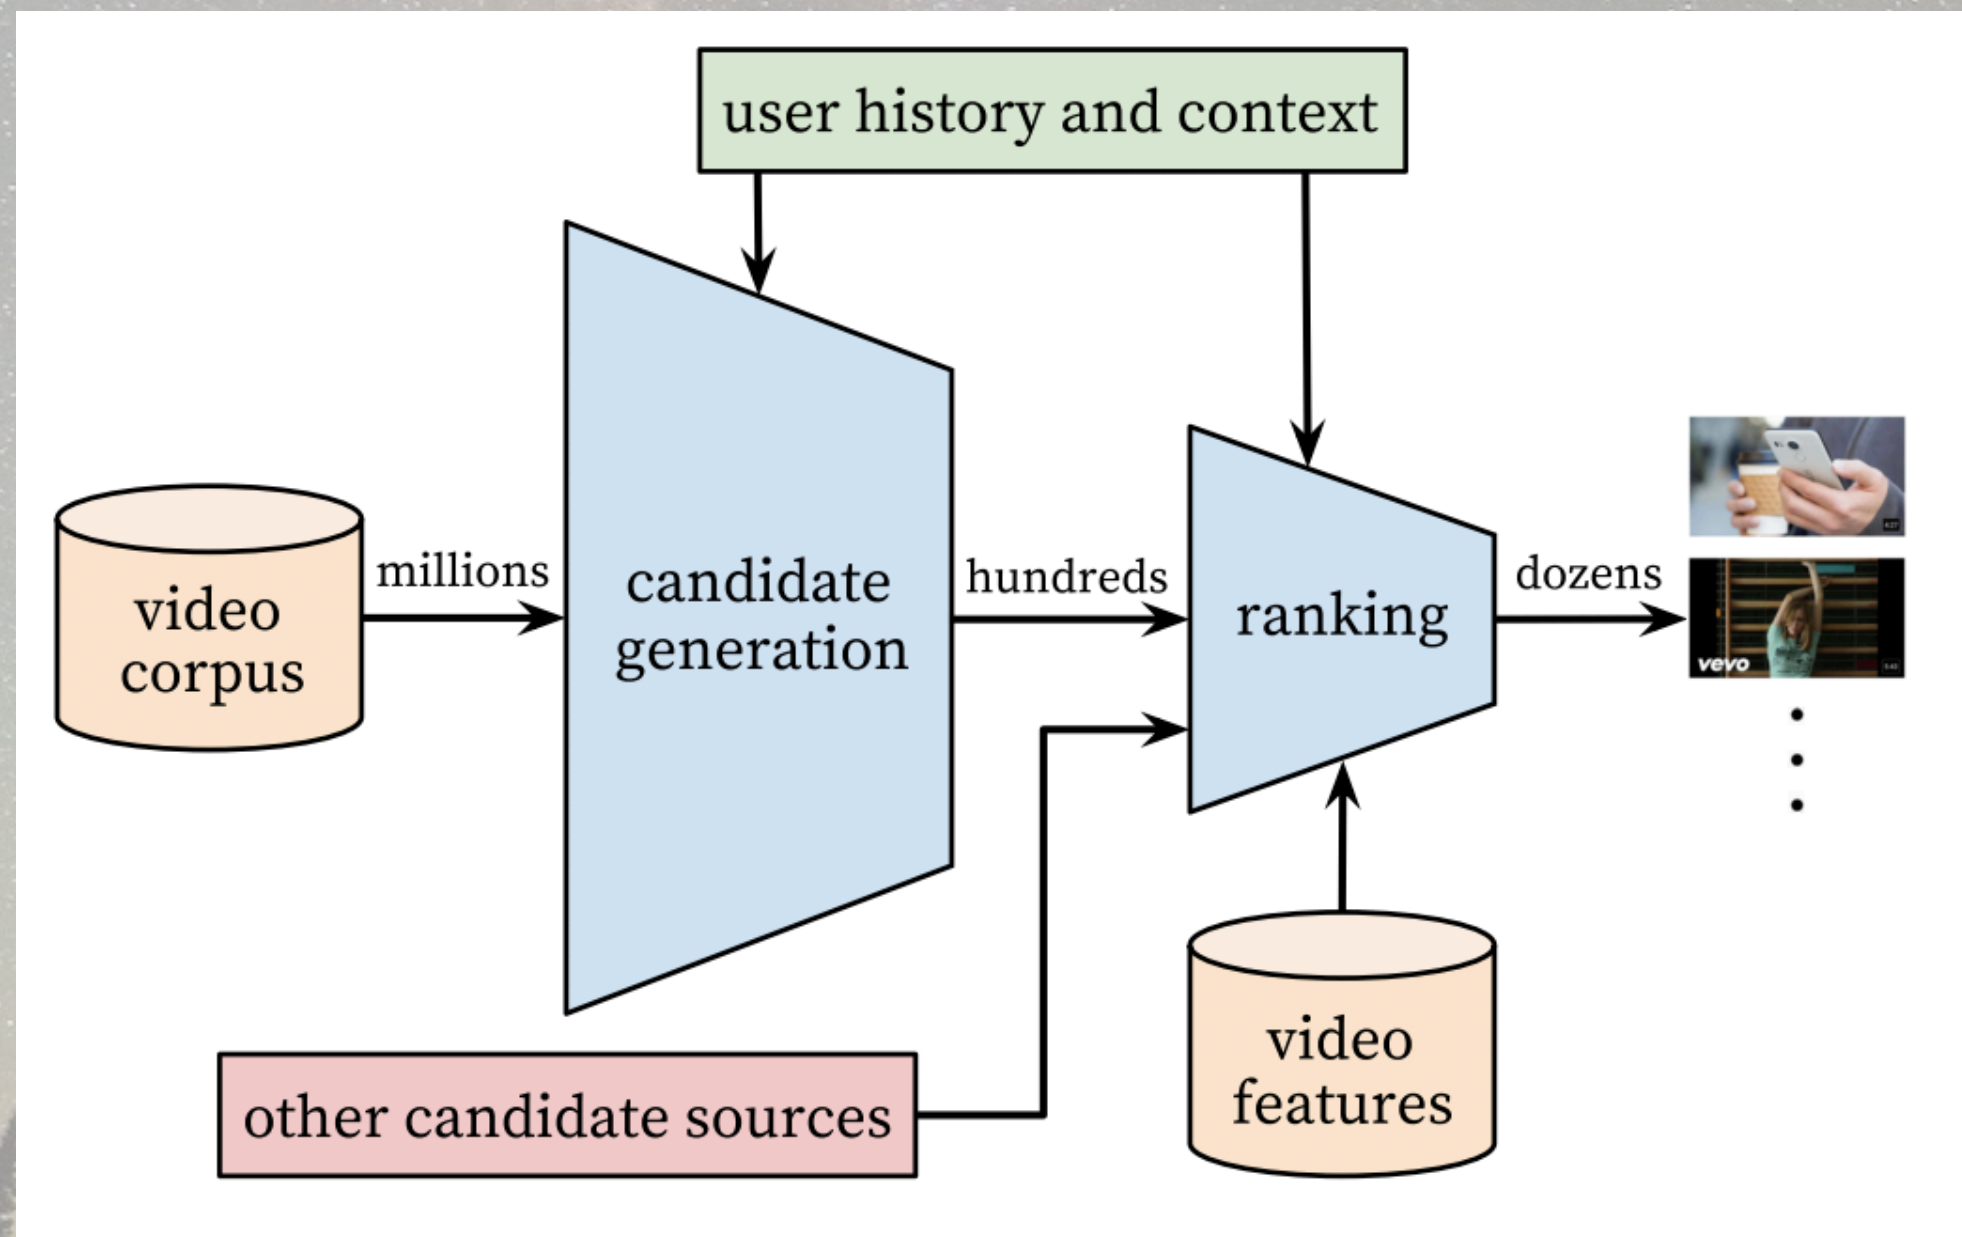 user history and context
millions
video
corpus
candidate
generation
hundreds
ranking
dozens
vevo
other candidate sources
video
features